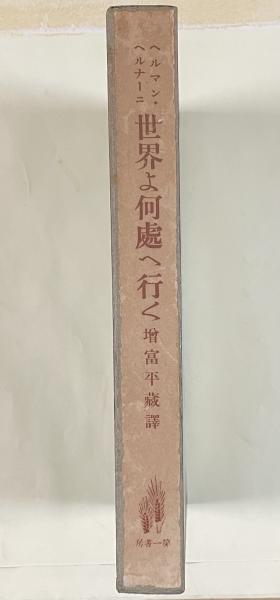 ヘルマン・
ヘルナーニ
世界よ何處へ行く
增富平藏譯
第一書房